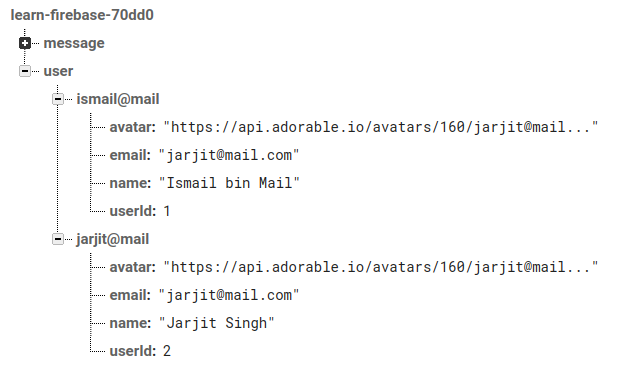 learn-firebase-70dd0
message
user
ismail@mail
avatar: "https://api.adorable.io/avatars/160/jarjit@mail..."
email: "jarjit@mail.com"
name: "Ismail bin Mail"
userId: 1
jarjit@mail
avatar: "https://api.adorable.io/avatars/160/jarjit@mail..."
email: "jarjit@mail.com"
name: "Jarjit Singh"
userId: 2